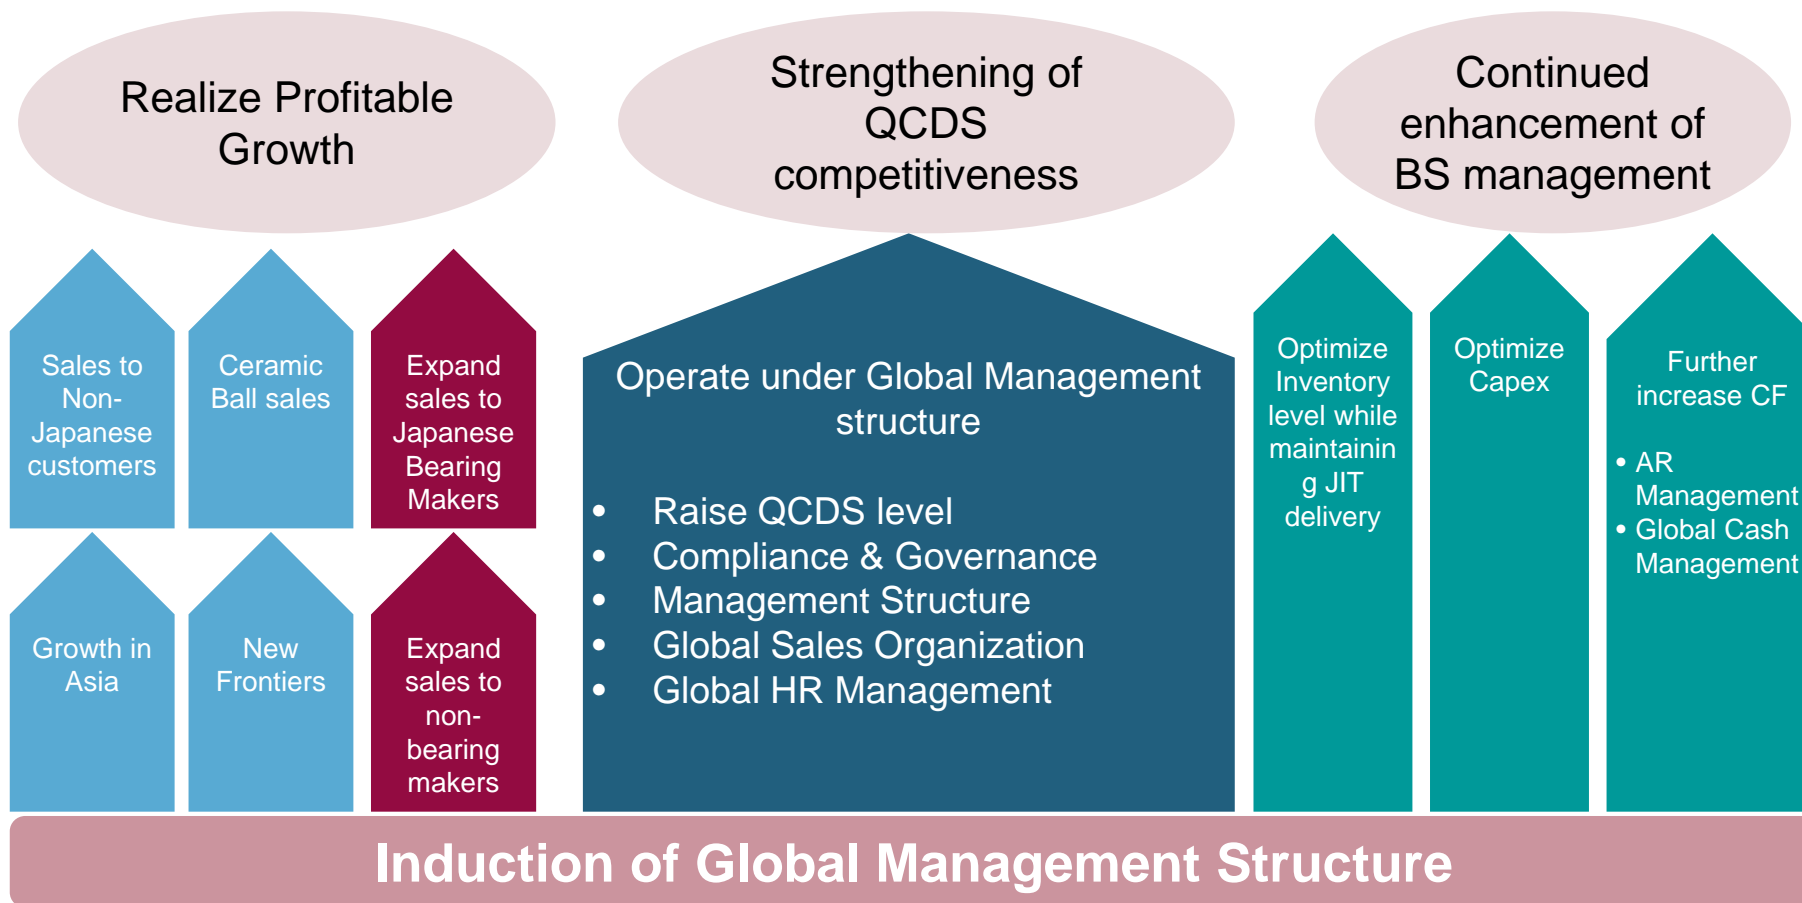 Realize Profitable
Growth
Strengthening of
QCDS
competitiveness
Continued
enhancement of
BS management
Sales to
Non-
Japanese
customers
Ceramic
Ball sales
Expand
sales to
Japanese
Bearing
Makers
Growth in
Asia
New
Frontiers
Expand
sales to
non-
bearing
makers
Operate under Global Management
structure
• Raise QCDS level
• Compliance & Governance
• Management Structure
• Global Sales Organization
• Global HR Management
Optimize
Inventory
level while
maintainin
g JIT
delivery
Optimize
Capex
Further
increase CF
• AR
Management
• Global Cash
Management
Induction of Global Management Structure